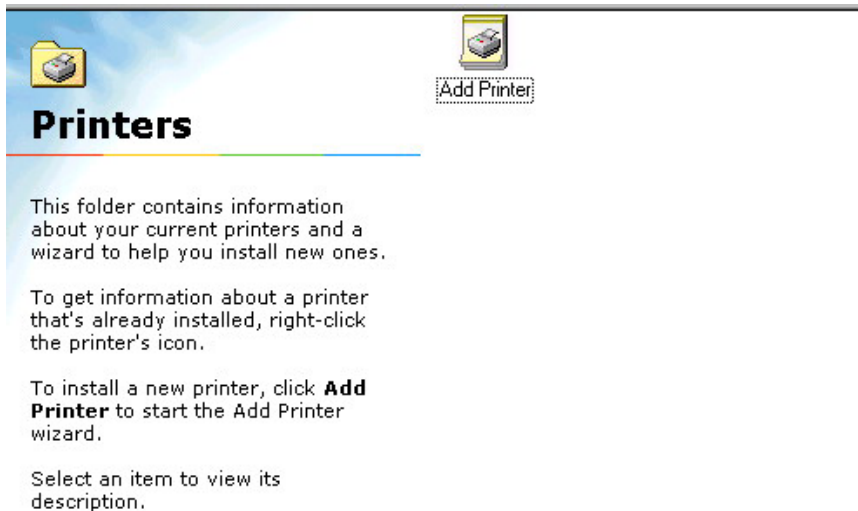 Add Printer
Printers
This folder contains information
about your current printers and a
wizard to help you install new ones.
To get information about a printer
that's already installed, right-click
the printer's icon.
To install a new printer, click Add
Printer to start the Add Printer
wizard.
Select an item to view its
description.